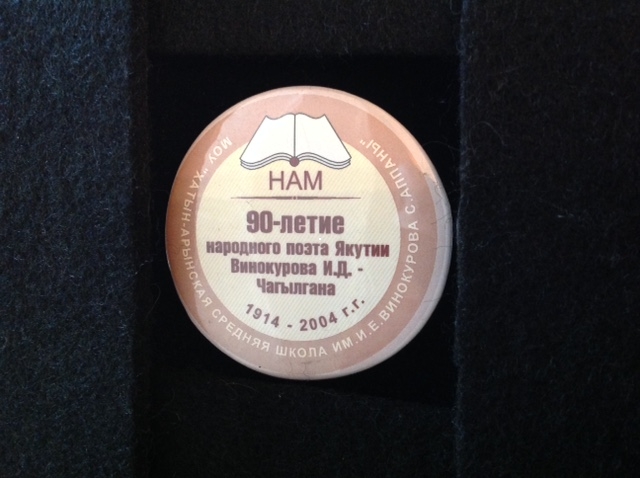 НАМ
90-летие
народного поэта Якутии
Винокурова И.Д. -
Чагылгана
1914 - 2004 г.г.
МОУ "ХАТЫН-АРЫНСКАЯ СРЕДНЯЯ ШКОЛА ИМ.И.Е.ВИНОКУРОВА С.АППАНЫ"